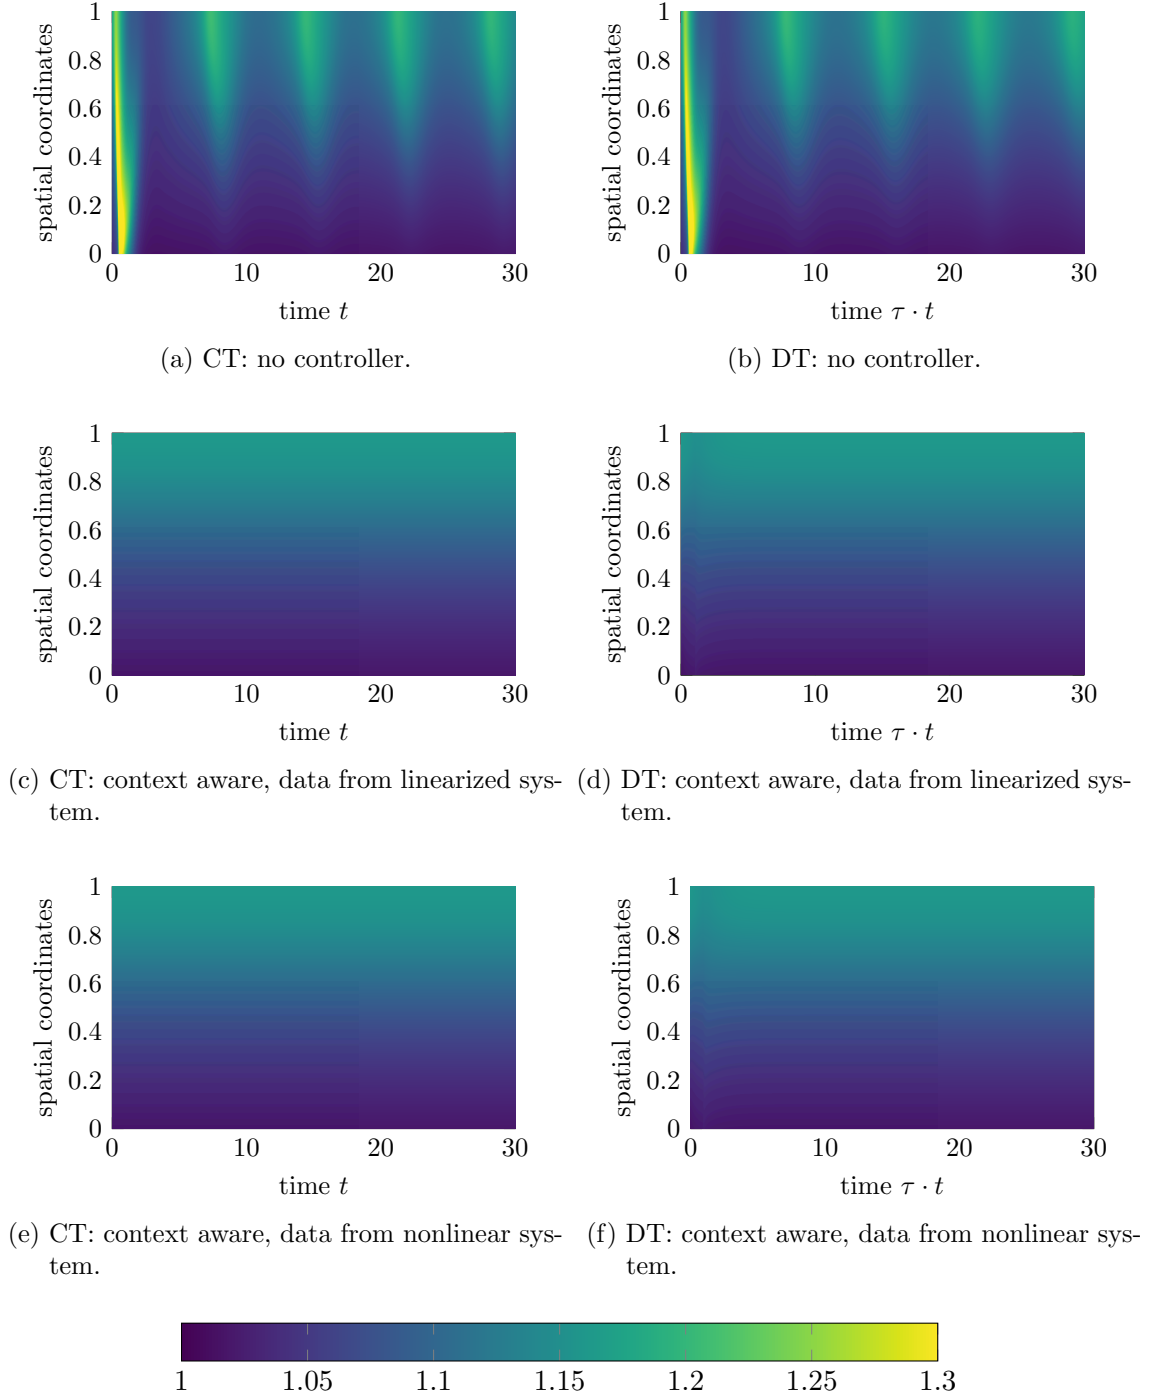 1
0.8
0.6
0.4
0.2
0
spatial coordinates
0 10 20 30
time t
(a) CT: no controller.
1
0.8
0.6
0.4
0.2
0
spatial coordinates
0 10 20 30
time τ · t
(b) DT: no controller.
1
0.8
0.6
0.4
0.2
0
spatial coordinates
0 10 20 30
time t
(c) CT: context aware, data from linearized sys-
tem.
1
0.8
0.6
0.4
0.2
0
spatial coordinates
0 10 20 30
time τ · t
(d) DT: context aware, data from linearized sys-
tem.
1
0.8
0.6
0.4
0.2
0
spatial coordinates
0 10 20 30
time t
(e) CT: context aware, data from nonlinear sys-
tem.
1
0.8
0.6
0.4
0.2
0
spatial coordinates
0 10 20 30
time τ · t
(f) DT: context aware, data from nonlinear sys-
tem.
1 1.05 1.1 1.15 1.2 1.25 1.3